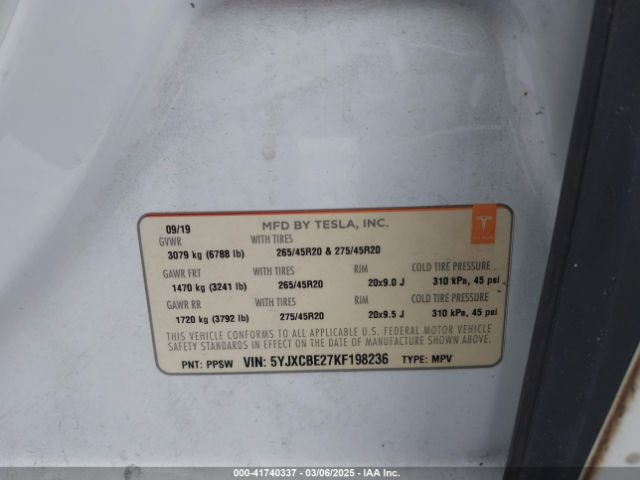 09/19 MFD BY TESLA, INC.
GVWR WITH TIRES
3079 kg (6788 lb) 265/45R20 & 275/45R20
GAWR FRT WITH TIRES RIM COLD TIRE PRESSURE
1470 kg (3241 lb) 265/45R20 20x9.0 J 310 kPa, 45 psi
GAWR RR WITH TIRES RIM COLD TIRE PRESSURE
1720 kg (3792 lb) 275/45R20 20x9.5 J 310 kPa, 45 psi
THIS VEHICLE CONFORMS TO ALL APPLICABLE U.S. FEDERAL MOTOR VEHICLE
SAFETY STANDARDS IN EFFECT ON THE DATE OF MANUFACTURE SHOWN ABOVE.
PNT: PPSW VIN: 5YJXCBE27KF198236 TYPE: MPV
TESLA
000-41740337 - 03/06/2025 - IAA Inc.